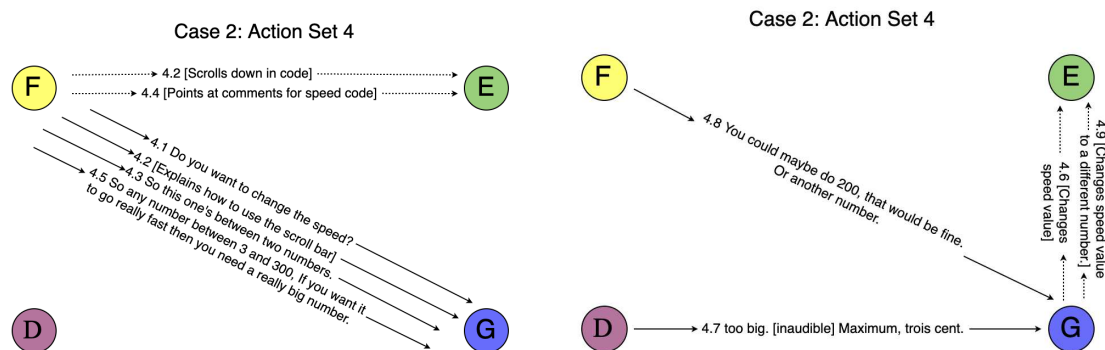 Case 2: Action Set 4
F
4.2 [Scrolls down in code]
4.4 [Points at comments for speed code]
E
4.1 Do you want to change the speed?
4.2 [Explains how to use the scroll bar]
4.3 So this one's between two numbers.
4.5 So any number between 3 and 300, If you want it
to go really fast then you need a really big number.
D
G
Case 2: Action Set 4
F
E
4.8 You could maybe do 200, that would be fine.
Or another number.
4.6 [Changes
speed value]
4.9 [Changes speed value
to a different number.]
D
4.7 too big. [inaudible] Maximum, trois cent.
G